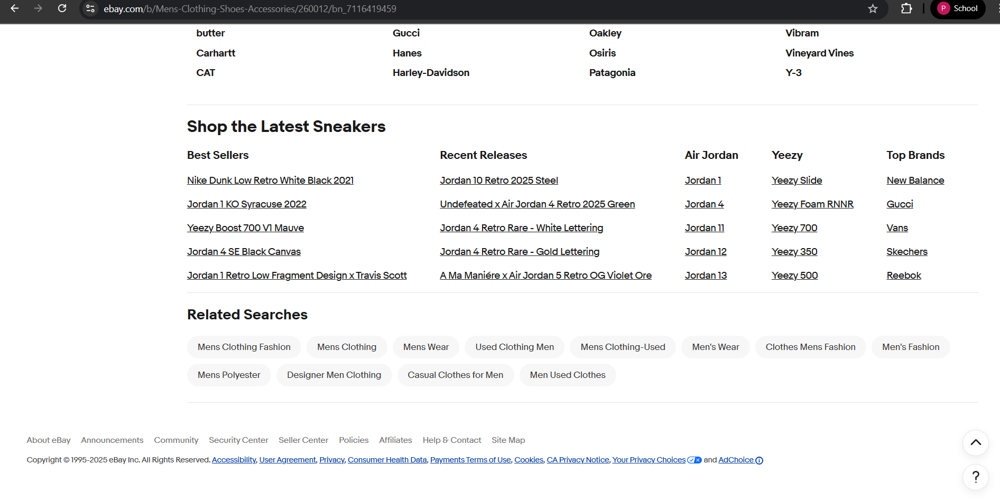 ebay.com/b/Mens-Clothing-Shoes-Accessories/260012/bn_7116419459
P School
butter Gucci Oakley Vibram
Carhartt Hanes Osiris Vineyard Vines
CAT Harley-Davidson Patagonia Y-3
Shop the Latest Sneakers
Best Sellers Recent Releases Air Jordan Yeezy Top Brands
Nike Dunk Low Retro White Black 2021 Jordan 10 Retro 2025 Steel Jordan 1 Yeezy Slide New Balance
Jordan 1 KO Syracuse 2022 Undefeated x Air Jordan 4 Retro 2025 Green Jordan 4 Yeezy Foam RNNR Gucci
Yeezy Boost 700 V1 Mauve Jordan 4 Retro Rare - White Lettering Jordan 11 Yeezy 700 Vans
Jordan 4 SE Black Canvas Jordan 4 Retro Rare - Gold Lettering Jordan 12 Yeezy 350 Skechers
Jordan 1 Retro Low Fragment Design x Travis Scott A Ma Maniére x Air Jordan 5 Retro OG Violet Ore Jordan 13 Yeezy 500 Reebok
Related Searches
Mens Clothing Fashion Mens Clothing Mens Wear Used Clothing Men Mens Clothing-Used Men's Wear Clothes Mens Fashion Men's Fashion
Mens Polyester Designer Men Clothing Casual Clothes for Men Men Used Clothes
About eBay Announcements Community Security Center Seller Center Policies Affiliates Help & Contact Site Map
Copyright © 1995-2025 eBay Inc. All Rights Reserved. Accessibility, User Agreement, Privacy, Consumer Health Data, Payments Terms of Use, Cookies, CA Privacy Notice, Your Privacy Choices and AdChoice
?